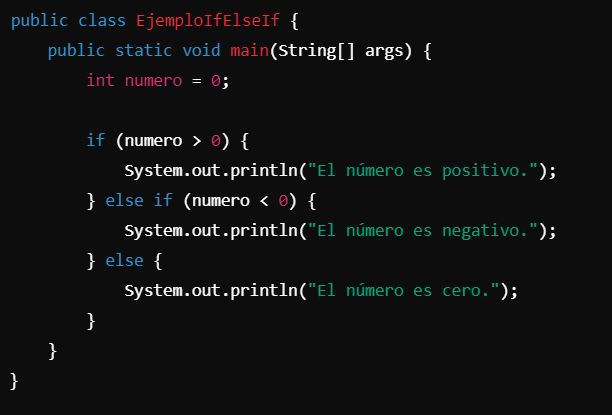 public class EjemploIfElseIf {
    public static void main(String[] args) {
        int numero = 0;

        if (numero > 0) {
            System.out.println("El número es positivo.");
        } else if (numero < 0) {
            System.out.println("El número es negativo.");
        } else {
            System.out.println("El número es cero.");
        }
    }
}